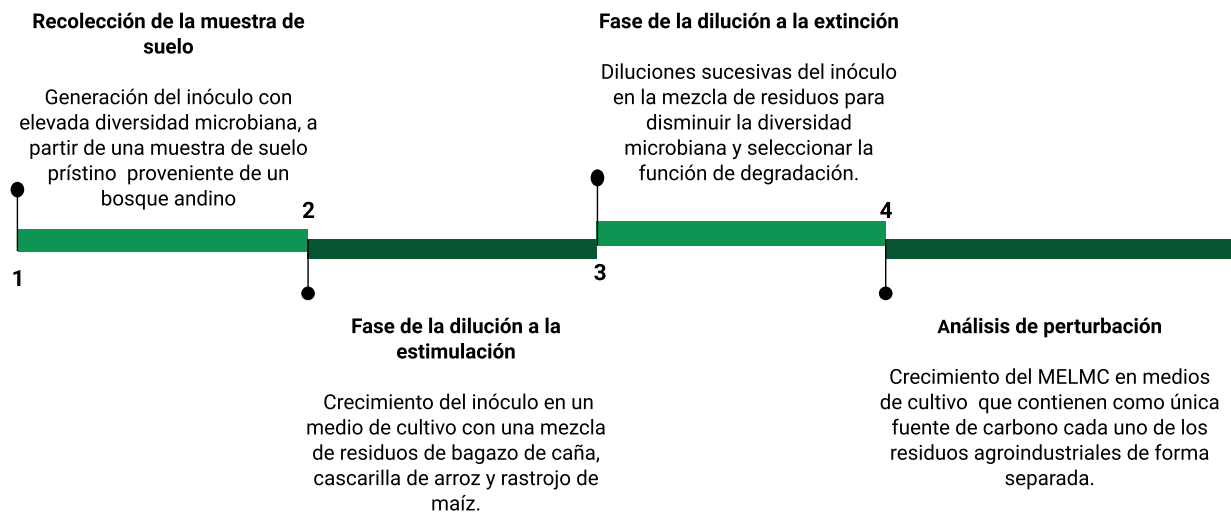 Recolección de la muestra de
suelo
Generación del inóculo con
elevada diversidad microbiana, a
partir de una muestra de suelo
prístino proveniente de un
bosque andino
1
2
Fase de la dilución a la
estimulación
Crecimiento del inóculo en un
medio de cultivo con una mezcla
de residuos de bagazo de caña,
cascarilla de arroz y rastrojo de
maíz.
Fase de la dilución a la extinción
Diluciones sucesivas del inóculo
en la mezcla de residuos para
disminuir la diversidad
microbiana y seleccionar la
función de degradación.
3
4
Análisis de perturbación
Crecimiento del MELMC en medios
de cultivo que contienen como única
fuente de carbono cada uno de los
residuos agroindustriales de forma
separada.